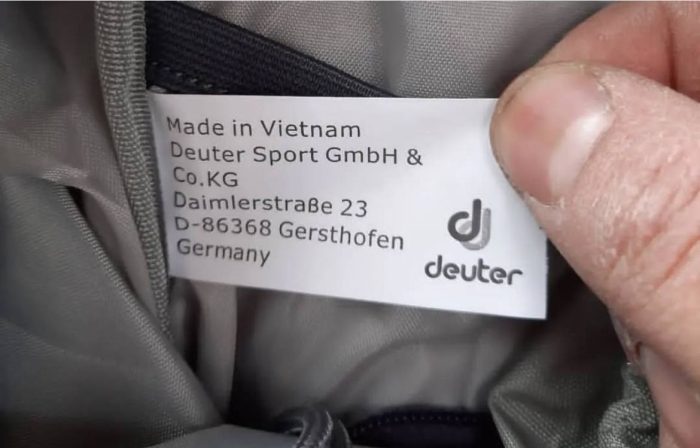 Made in Vietnam
Deuter Sport GmbH &
Co.KG
Daimlerstraße 23
D-86368 Gersthofen
Germany
deuter